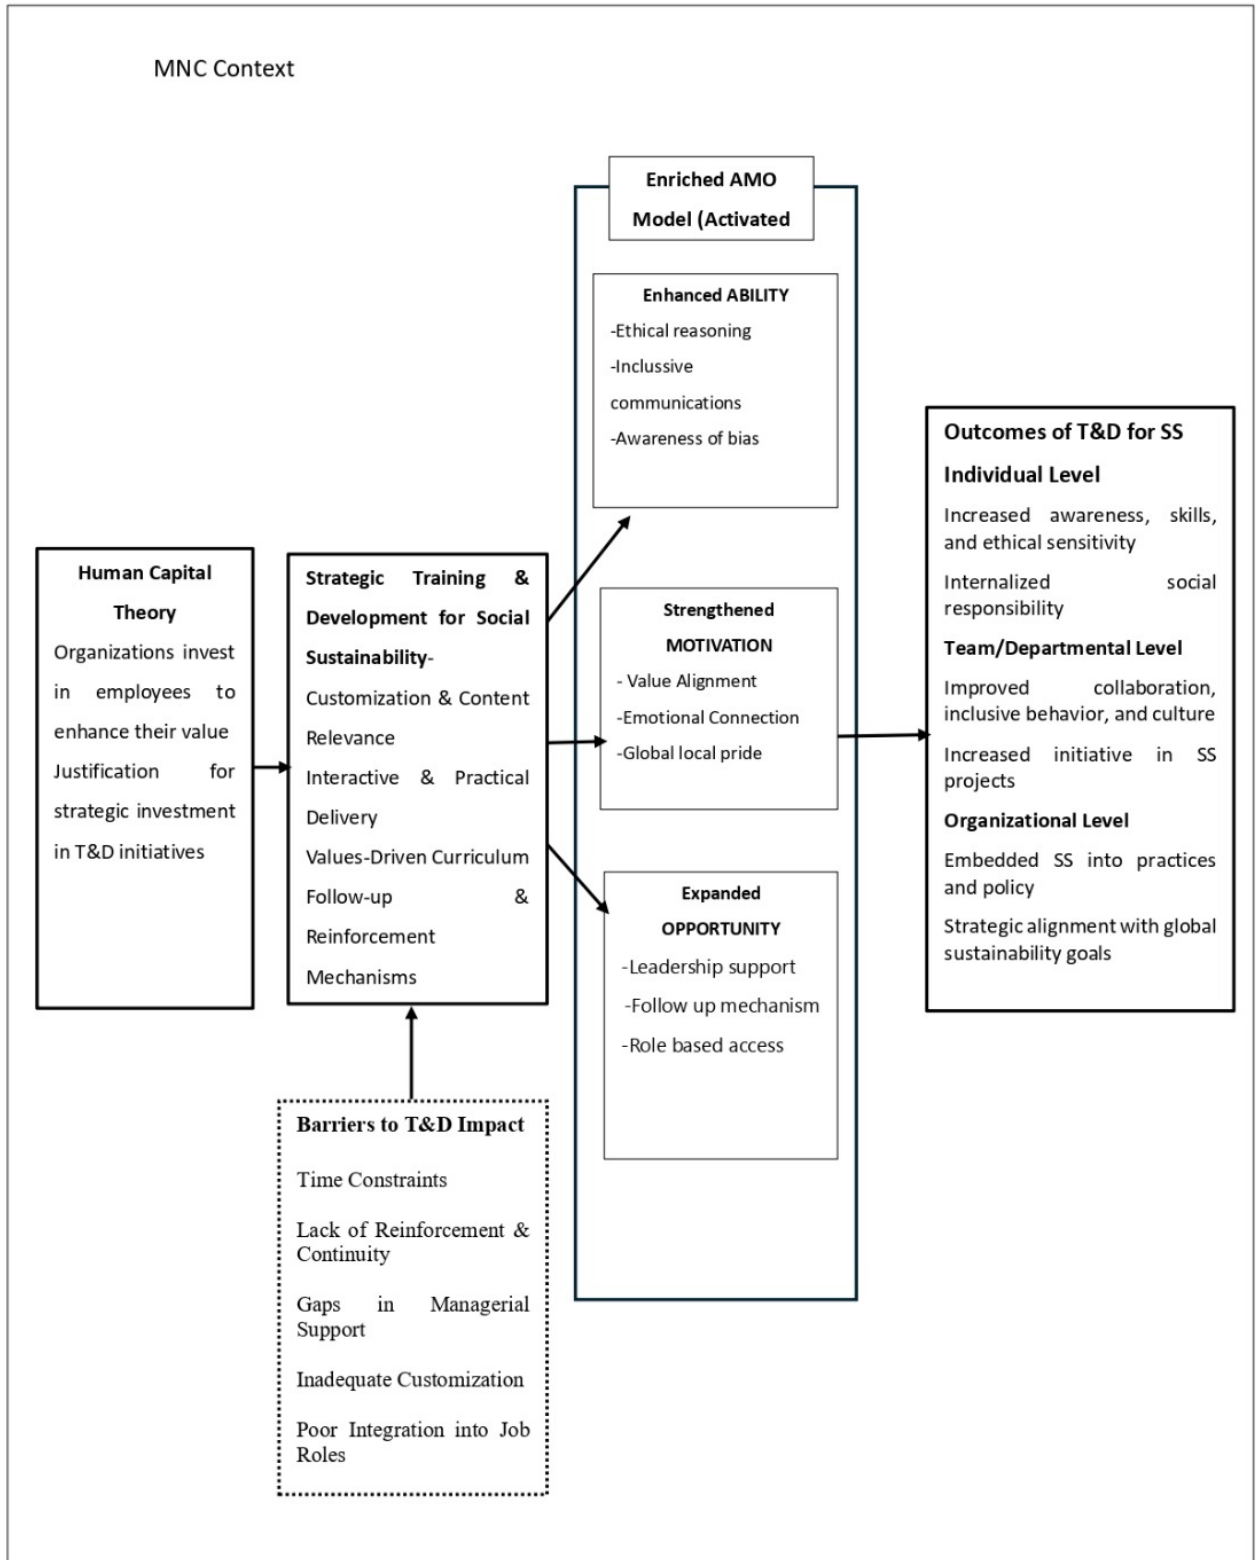 MNC Context
Enriched AMO
Model (Activated
Enhanced ABILITY
-Ethical reasoning
-Inclussive
communications
-Awareness of bias
Strengthened
MOTIVATION
- Value Alignment
-Emotional Connection
-Global local pride
Expanded
OPPORTUNITY
-Leadership support
-Follow up mechanism
-Role based access
Human Capital
Theory
Organizations invest
in employees to
enhance their value
Justification for
strategic investment
in T&D initiatives
Strategic Training &
Development for Social
Sustainability-
Customization & Content
Relevance
Interactive & Practical
Delivery
Values-Driven Curriculum
Follow-up &
Reinforcement
Mechanisms
Barriers to T&D Impact
Time Constraints
Lack of Reinforcement &
Continuity
Gaps in Managerial
Support
Inadequate Customization
Poor Integration into Job
Roles
Outcomes of T&D for SS
Individual Level
Increased awareness, skills,
and ethical sensitivity
Internalized social
responsibility
Team/Departmental Level
Improved collaboration,
inclusive behavior, and culture
Increased initiative in SS
projects
Organizational Level
Embedded SS into practices
and policy
Strategic alignment with global
sustainability goals